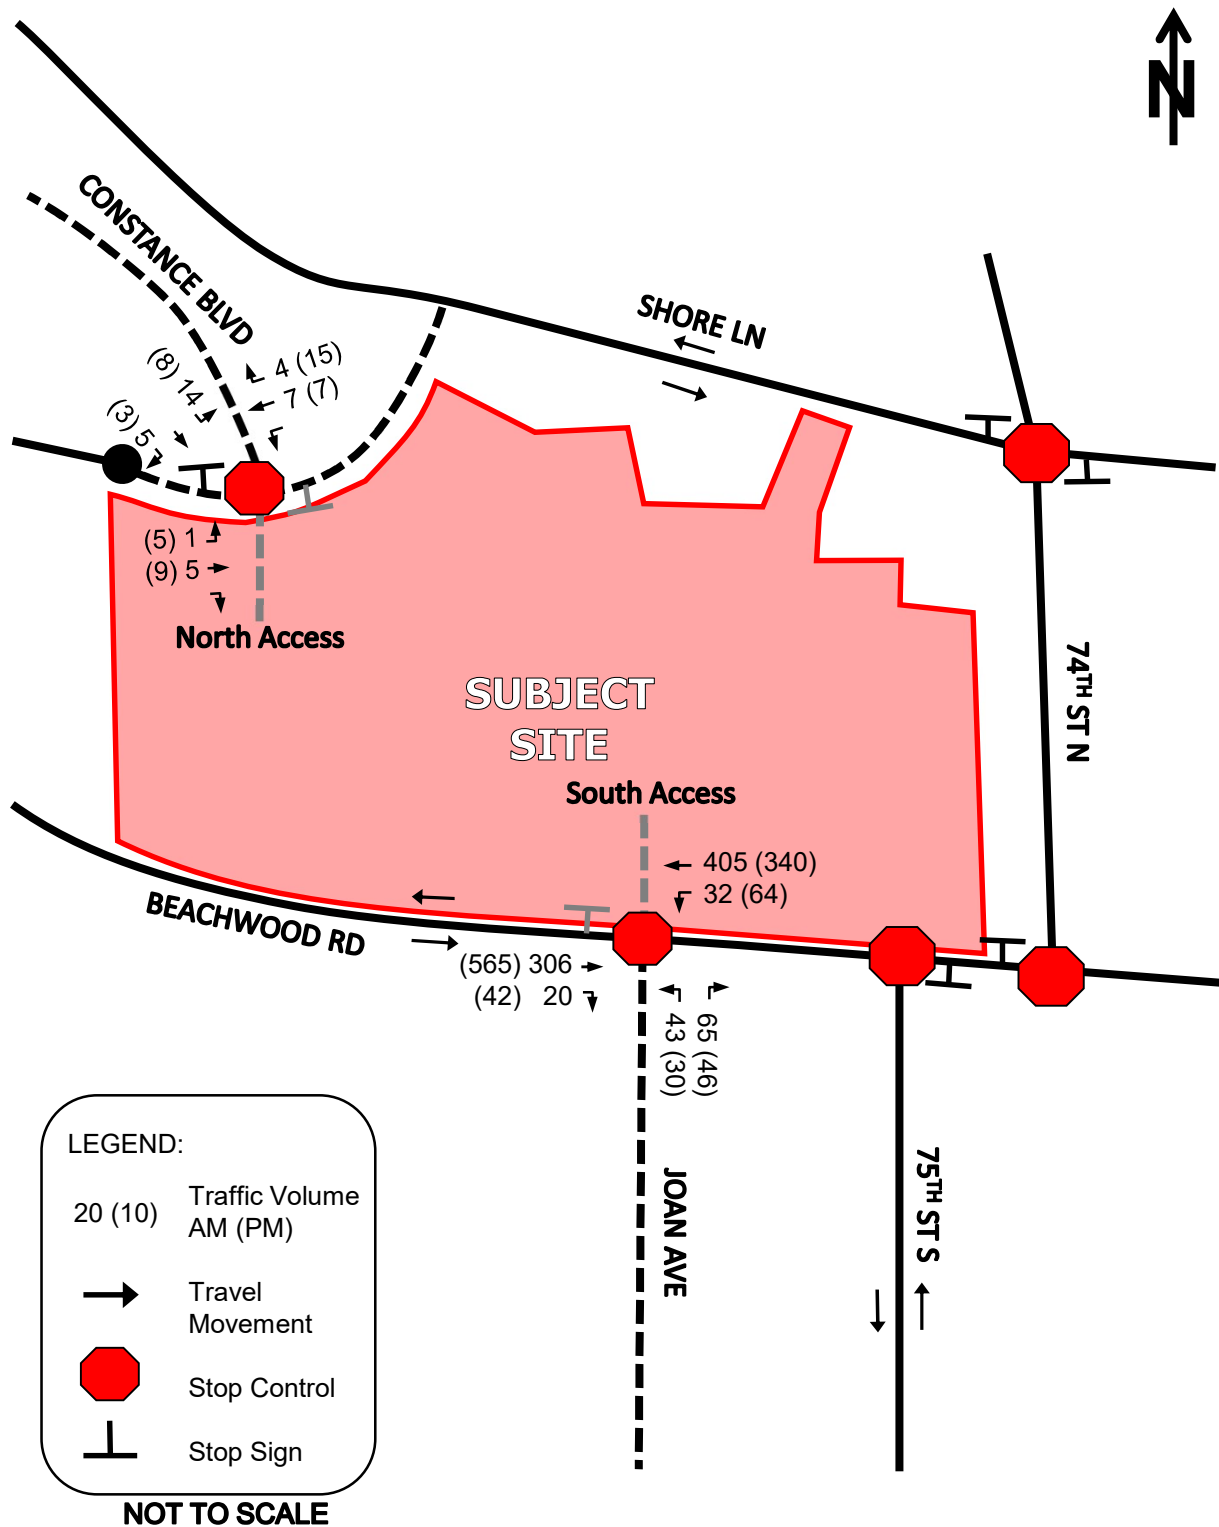 N
CONSTANCE BLVD
SHORE LN
4 (15)
7 (7)
(8) 14
(3) 5
(5) 1
(9) 5
North Access
74TH ST N
SUBJECT
SITE
South Access
405 (340)
32 (64)
BEACHWOOD RD
(565) 306
(42) 20
43 (30)
65 (46)
JOAN AVE
75TH ST S
LEGEND:
20 (10)
Traffic Volume
AM (PM)
Travel
Movement
Stop Control
Stop Sign
NOT TO SCALE